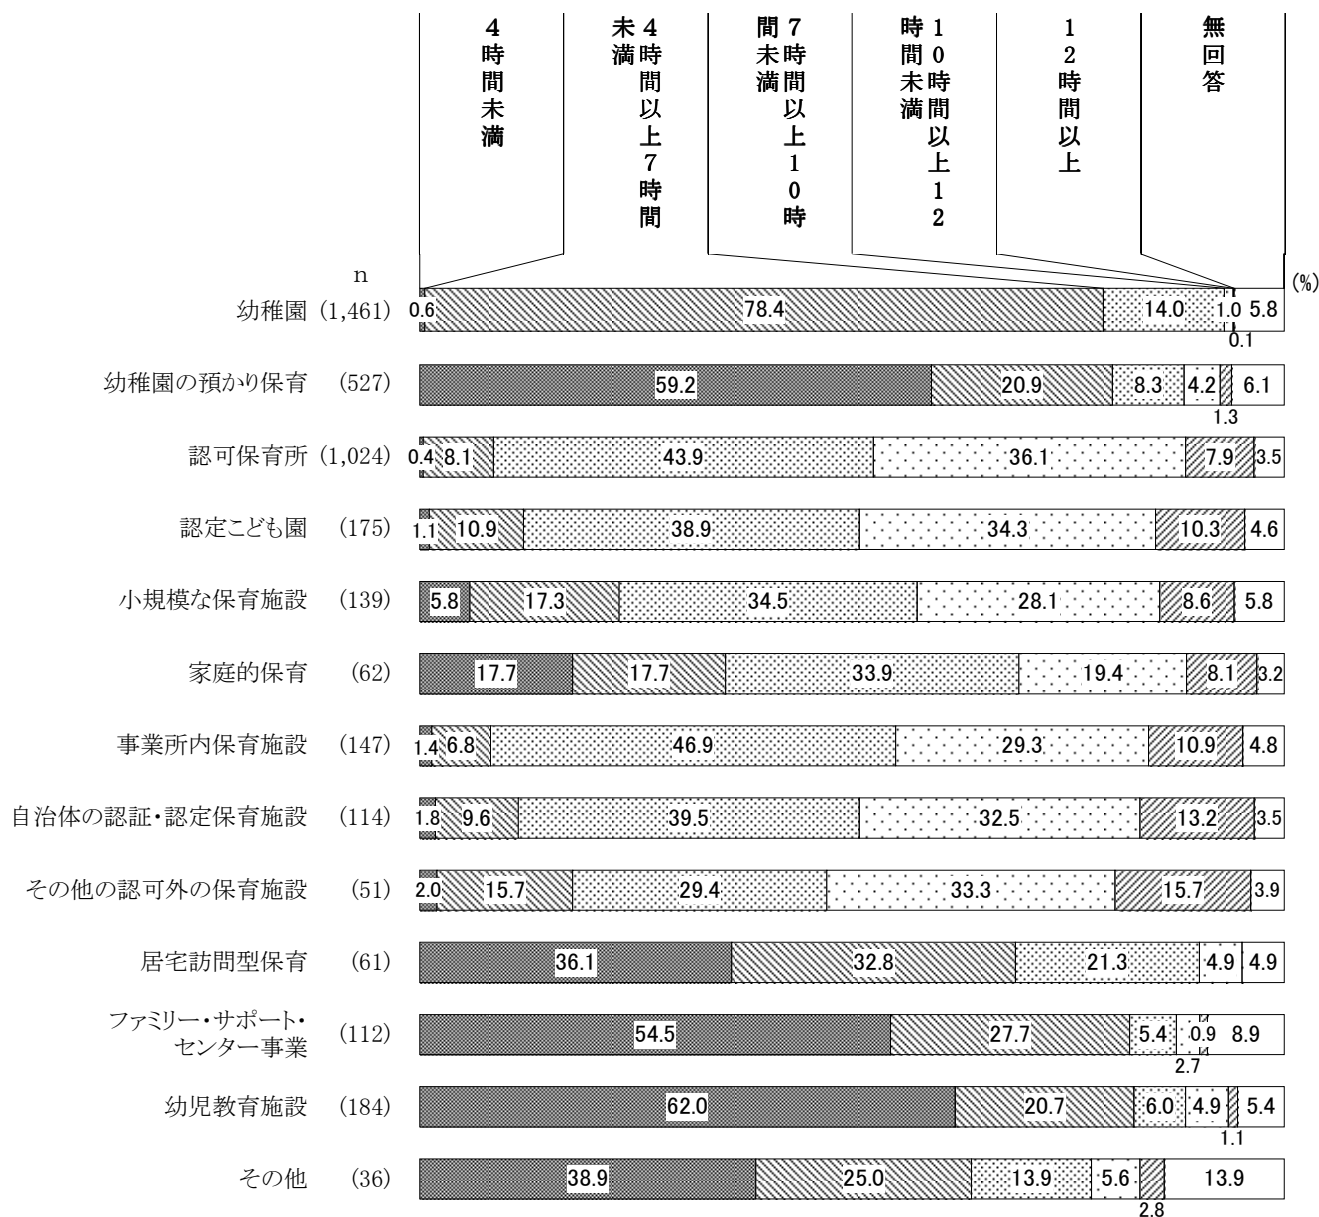 4時間未満
4時間以上7時間
未満
7時間以上10時
間未満
10時間以上12
時間未満
12時間以上
無回答
n
(%)
幼稚園 (1,461) 0.6 78.4 14.0 1.0 5.8
0.1
幼稚園の預かり保育 (527) 59.2 20.9 8.3 4.2 6.1
1.3
認可保育所 (1,024) 0.4 8.1 43.9 36.1 7.9 3.5
認定こども園 (175) 1.1 10.9 38.9 34.3 10.3 4.6
小規模な保育施設 (139) 5.8 17.3 34.5 28.1 8.6 5.8
家庭的保育 (62) 17.7 17.7 33.9 19.4 8.1 3.2
事業所内保育施設 (147) 1.4 6.8 46.9 29.3 10.9 4.8
自治体の認証・認定保育施設 (114) 1.8 9.6 39.5 32.5 13.2 3.5
その他の認可外の保育施設 (51) 2.0 15.7 29.4 33.3 15.7 3.9
居宅訪問型保育 (61) 36.1 32.8 21.3 4.9 4.9
ファミリー・サポート・
センター事業 (112) 54.5 27.7 5.4 0.9 8.9
2.7
幼児教育施設 (184) 62.0 20.7 6.0 4.9 5.4
1.1
その他 (36) 38.9 25.0 13.9 5.6 13.9
2.8